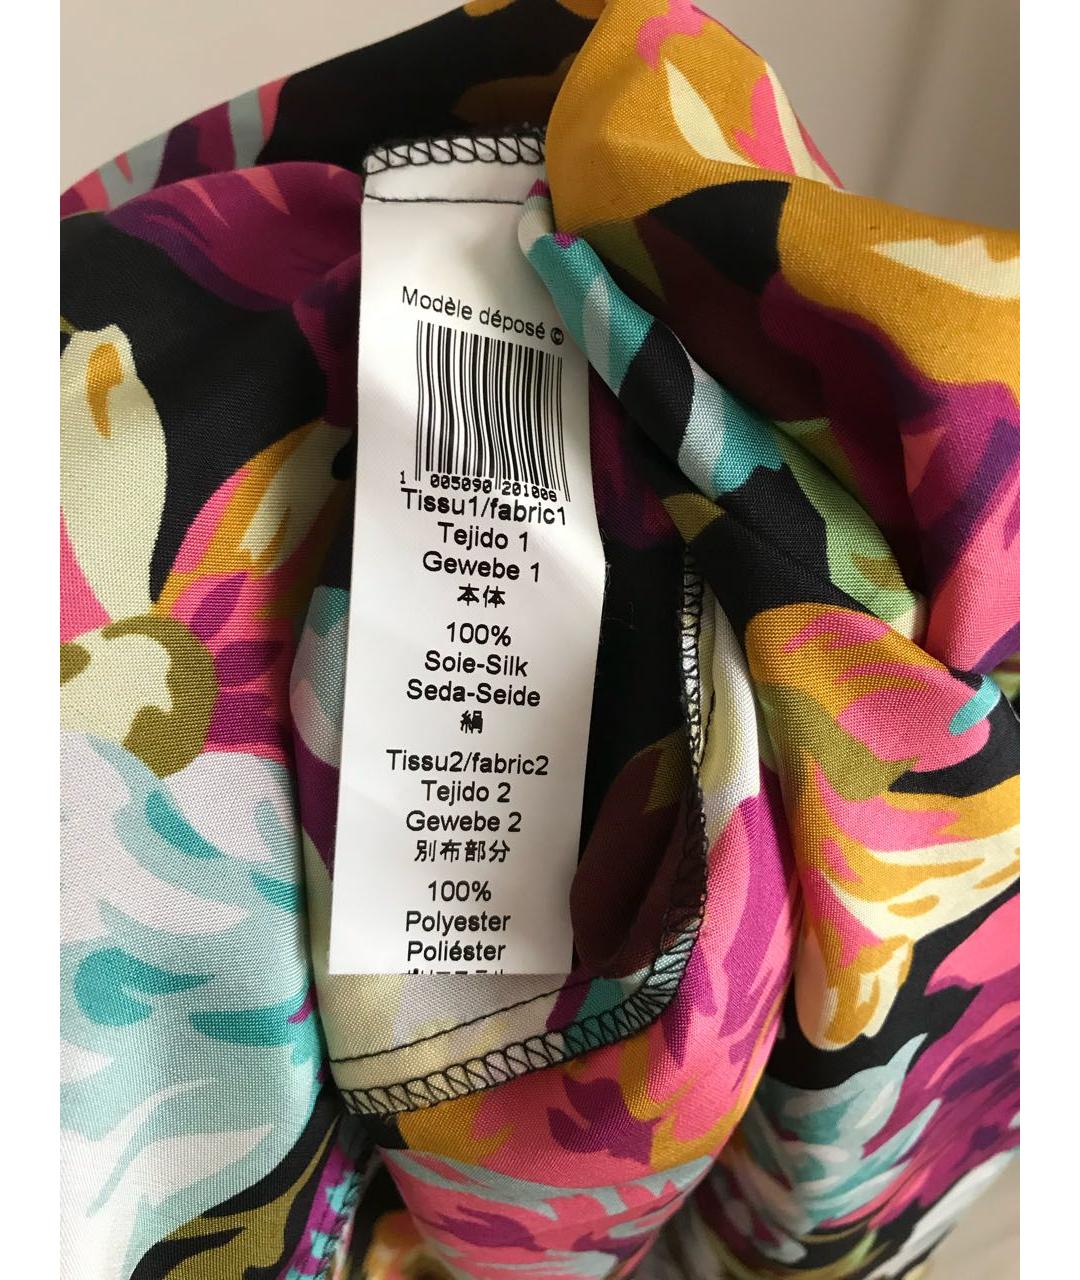 Modèle déposé ©
1 005090 201008
Tissu1/fabric1
Tejido 1
Gewebe 1
本体
100%
Soie-Silk
Seda-Seide
絹
Tissu2/fabric2
Tejido 2
Gewebe 2
別布部分
100%
Polyester
Poliéster